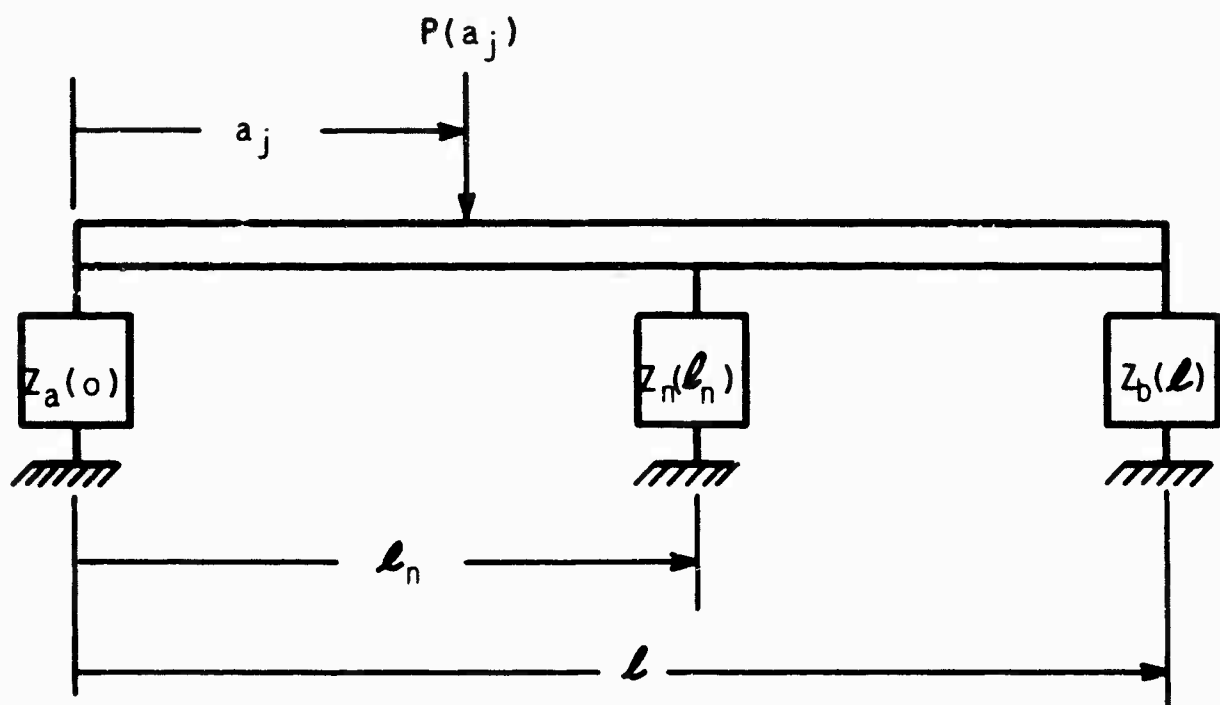 P(a_j)
a_j
Z_a(o)
Z_n(ℓ_n)
Z_b(ℓ)
ℓ_n
ℓ